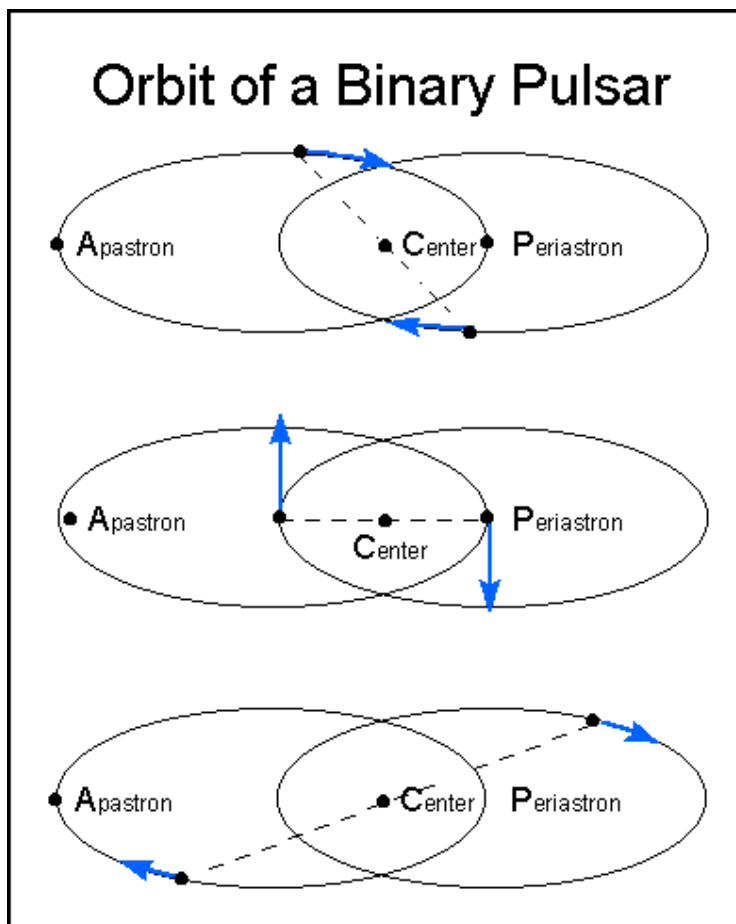 Orbit of a Binary Pulsar
Apastron Center Periastron
Apastron Periastron
Center
Apastron Center Periastron